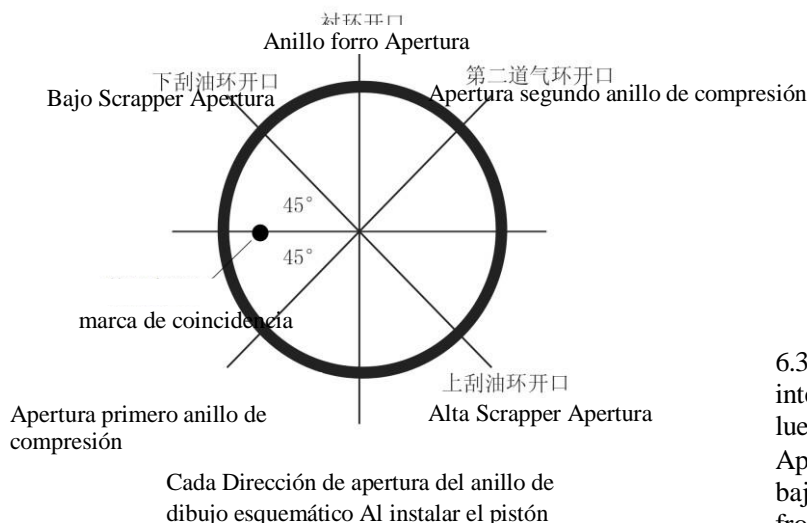 衬环开口
Anillo forro Apertura
下刮油环开口
Bajo Scrapper Apertura
第二道气环开口
Apertura segundo anillo de compresión
45°
45°
marca de coincidencia
上刮油环开口
Alta Scrapper Apertura
Apertura primero anillo de
compresión
Cada Dirección de apertura del anillo de
dibujo esquemático Al instalar el pistón
6.3
lue
Ap
baj